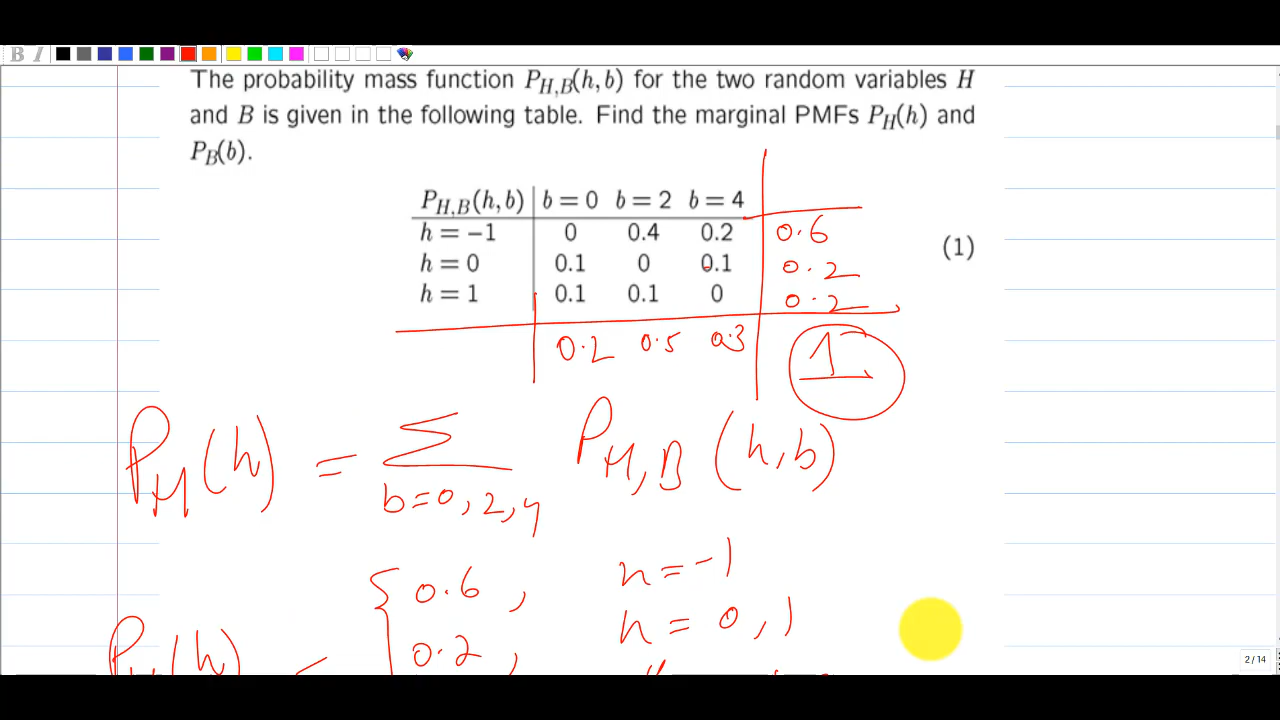 B I
The probability mass function P_{H,B}(h, b) for the two random variables H
and B is given in the following table. Find the marginal PMFs P_H(h) and
P_B(b).
P_{H,B}(h, b) b = 0 b = 2 b = 4
h = −1 0 0.4 0.2 0.6
h = 0 0.1 0 0.1 0.2
(1)
h = 1 0.1 0.1 0 0.2
0.2 0.5 0.3 1
P_H(h) = Σ P_{H,B}(h,b)
b=0,2,4
0.6, h=-1
h = 0,1
P_H(h) = { 0.2,
2 / 14